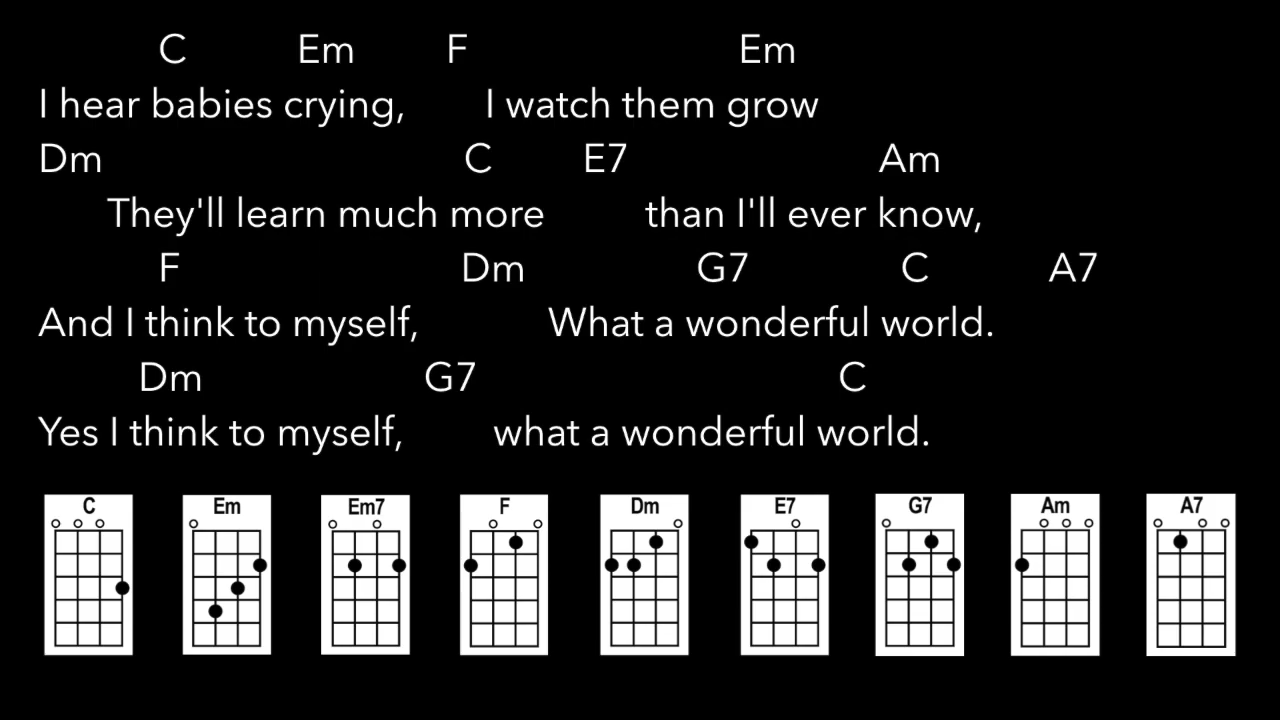 C Em F Em
I hear babies crying, I watch them grow
Dm C E7 Am
They'll learn much more than I'll ever know,
F Dm G7 C A7
And I think to myself, What a wonderful world.
Dm G7 C
Yes I think to myself, what a wonderful world.
C Em Em7 F Dm E7 G7 Am A7